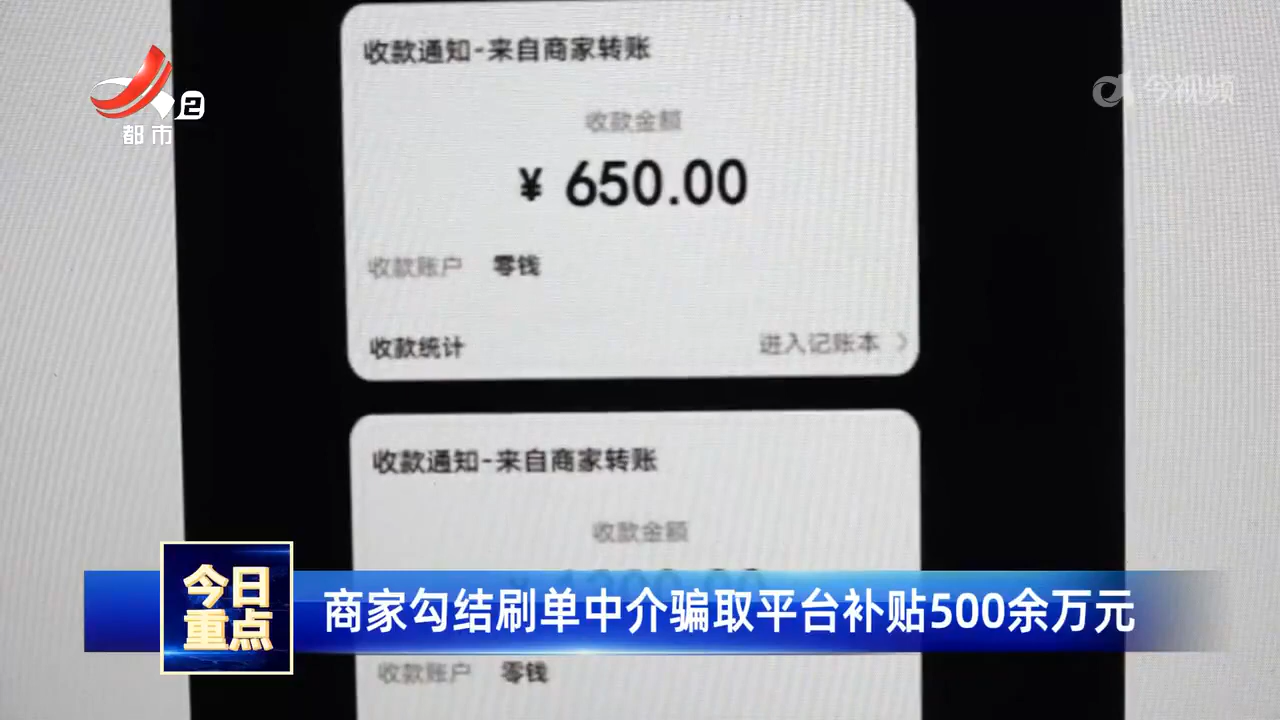 都市2
今视频
收款通知-来自商家转账
收款金额
¥ 650.00
收款账户 零钱
收款统计
进入记账本
收款通知-来自商家转账
收款金额
今日重点
商家勾结刷单中介骗取平台补贴500余万元
收款账户 零钱